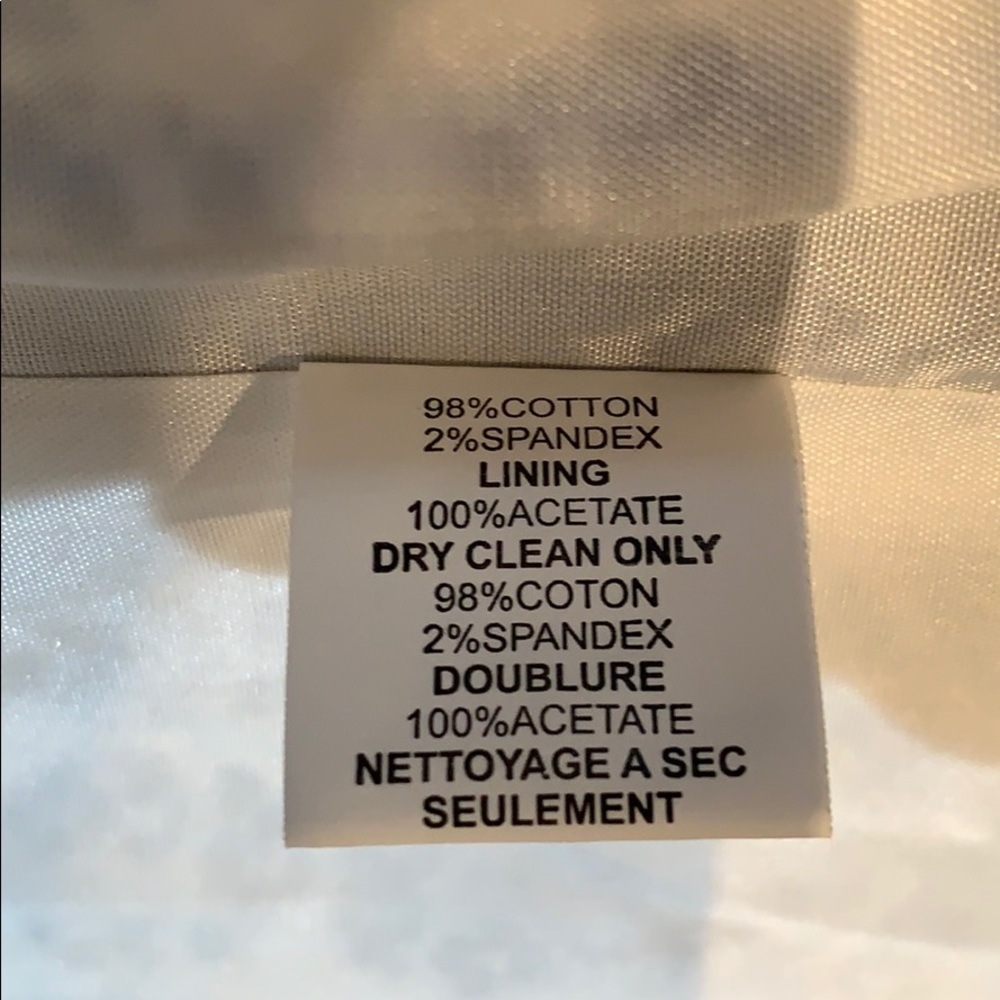 98%COTTON
2%SPANDEX
LINING
100%ACETATE
DRY CLEAN ONLY
98%COTON
2%SPANDEX
DOUBLURE
100%ACETATE
NETTOYAGE A SEC
SEULEMENT